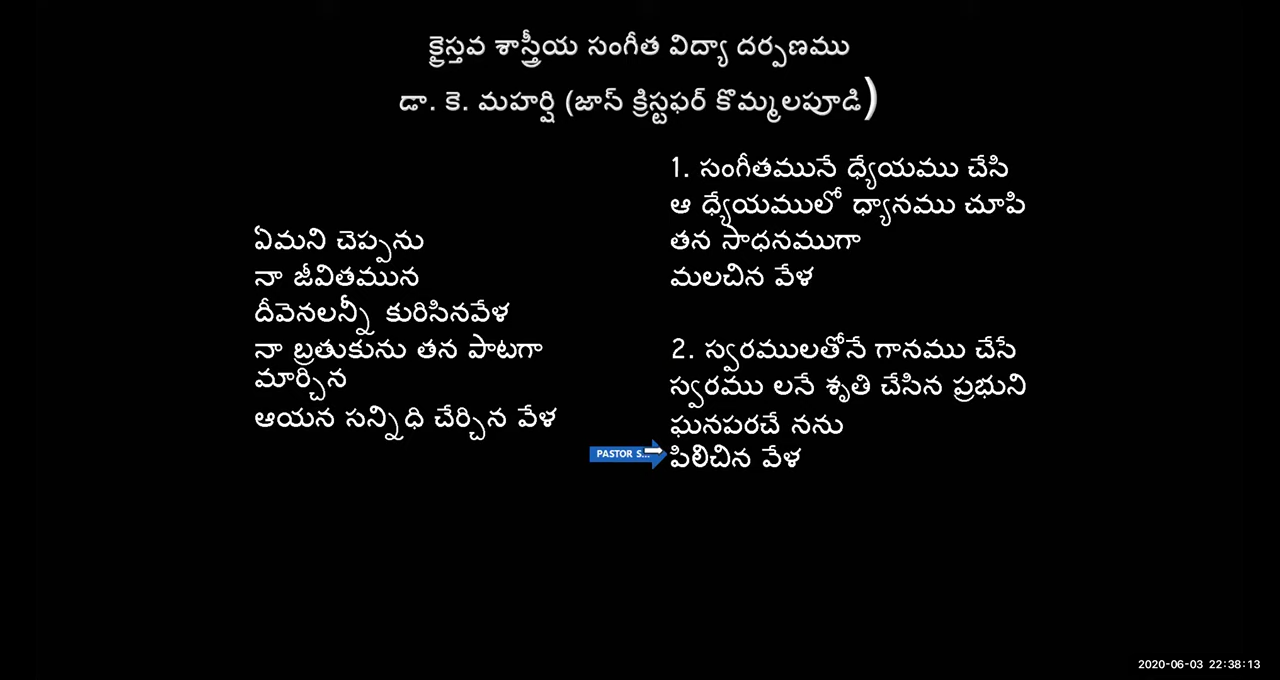 క్రైస్తవ శాస్త్రీయ సంగీత విద్యా దర్పణము
డా. కె. మహర్షి (జాస్ క్రిస్టఫర్ కొమ్మలపూడి)
ఏమని చెప్పను
నా జీవితమున
దీవెనలన్నీ కురిసినవేళ
నా బ్రతుకును తన పాటగా
మార్చిన
ఆయన సన్నిధి చేర్చిన వేళ
1. సంగీతమునే ధ్యేయము చేసి
ఆ ధ్యేయములో ధ్యానము చూపి
తన సాధనముగా
మలచిన వేళ
2. స్వరములతోనే గానము చేసే
స్వరము లనే శృతి చేసిన ప్రభుని
ఘనపరచే నను
పిలిచిన వేళ
PASTOR S...
2020-06-03 22:38:13